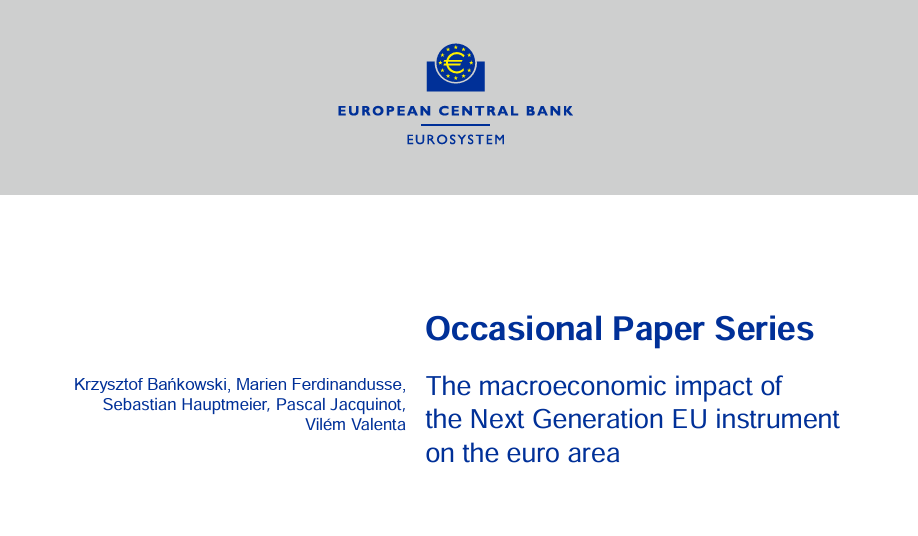 EUROPEAN CENTRAL BANK
EUROSYSTEM
Occasional Paper Series
Krzysztof Bańkowski, Marien Ferdinandusse,
Sebastian Hauptmeier, Pascal Jacquinot,
Vilém Valenta
The macroeconomic impact of
the Next Generation EU instrument
on the euro area